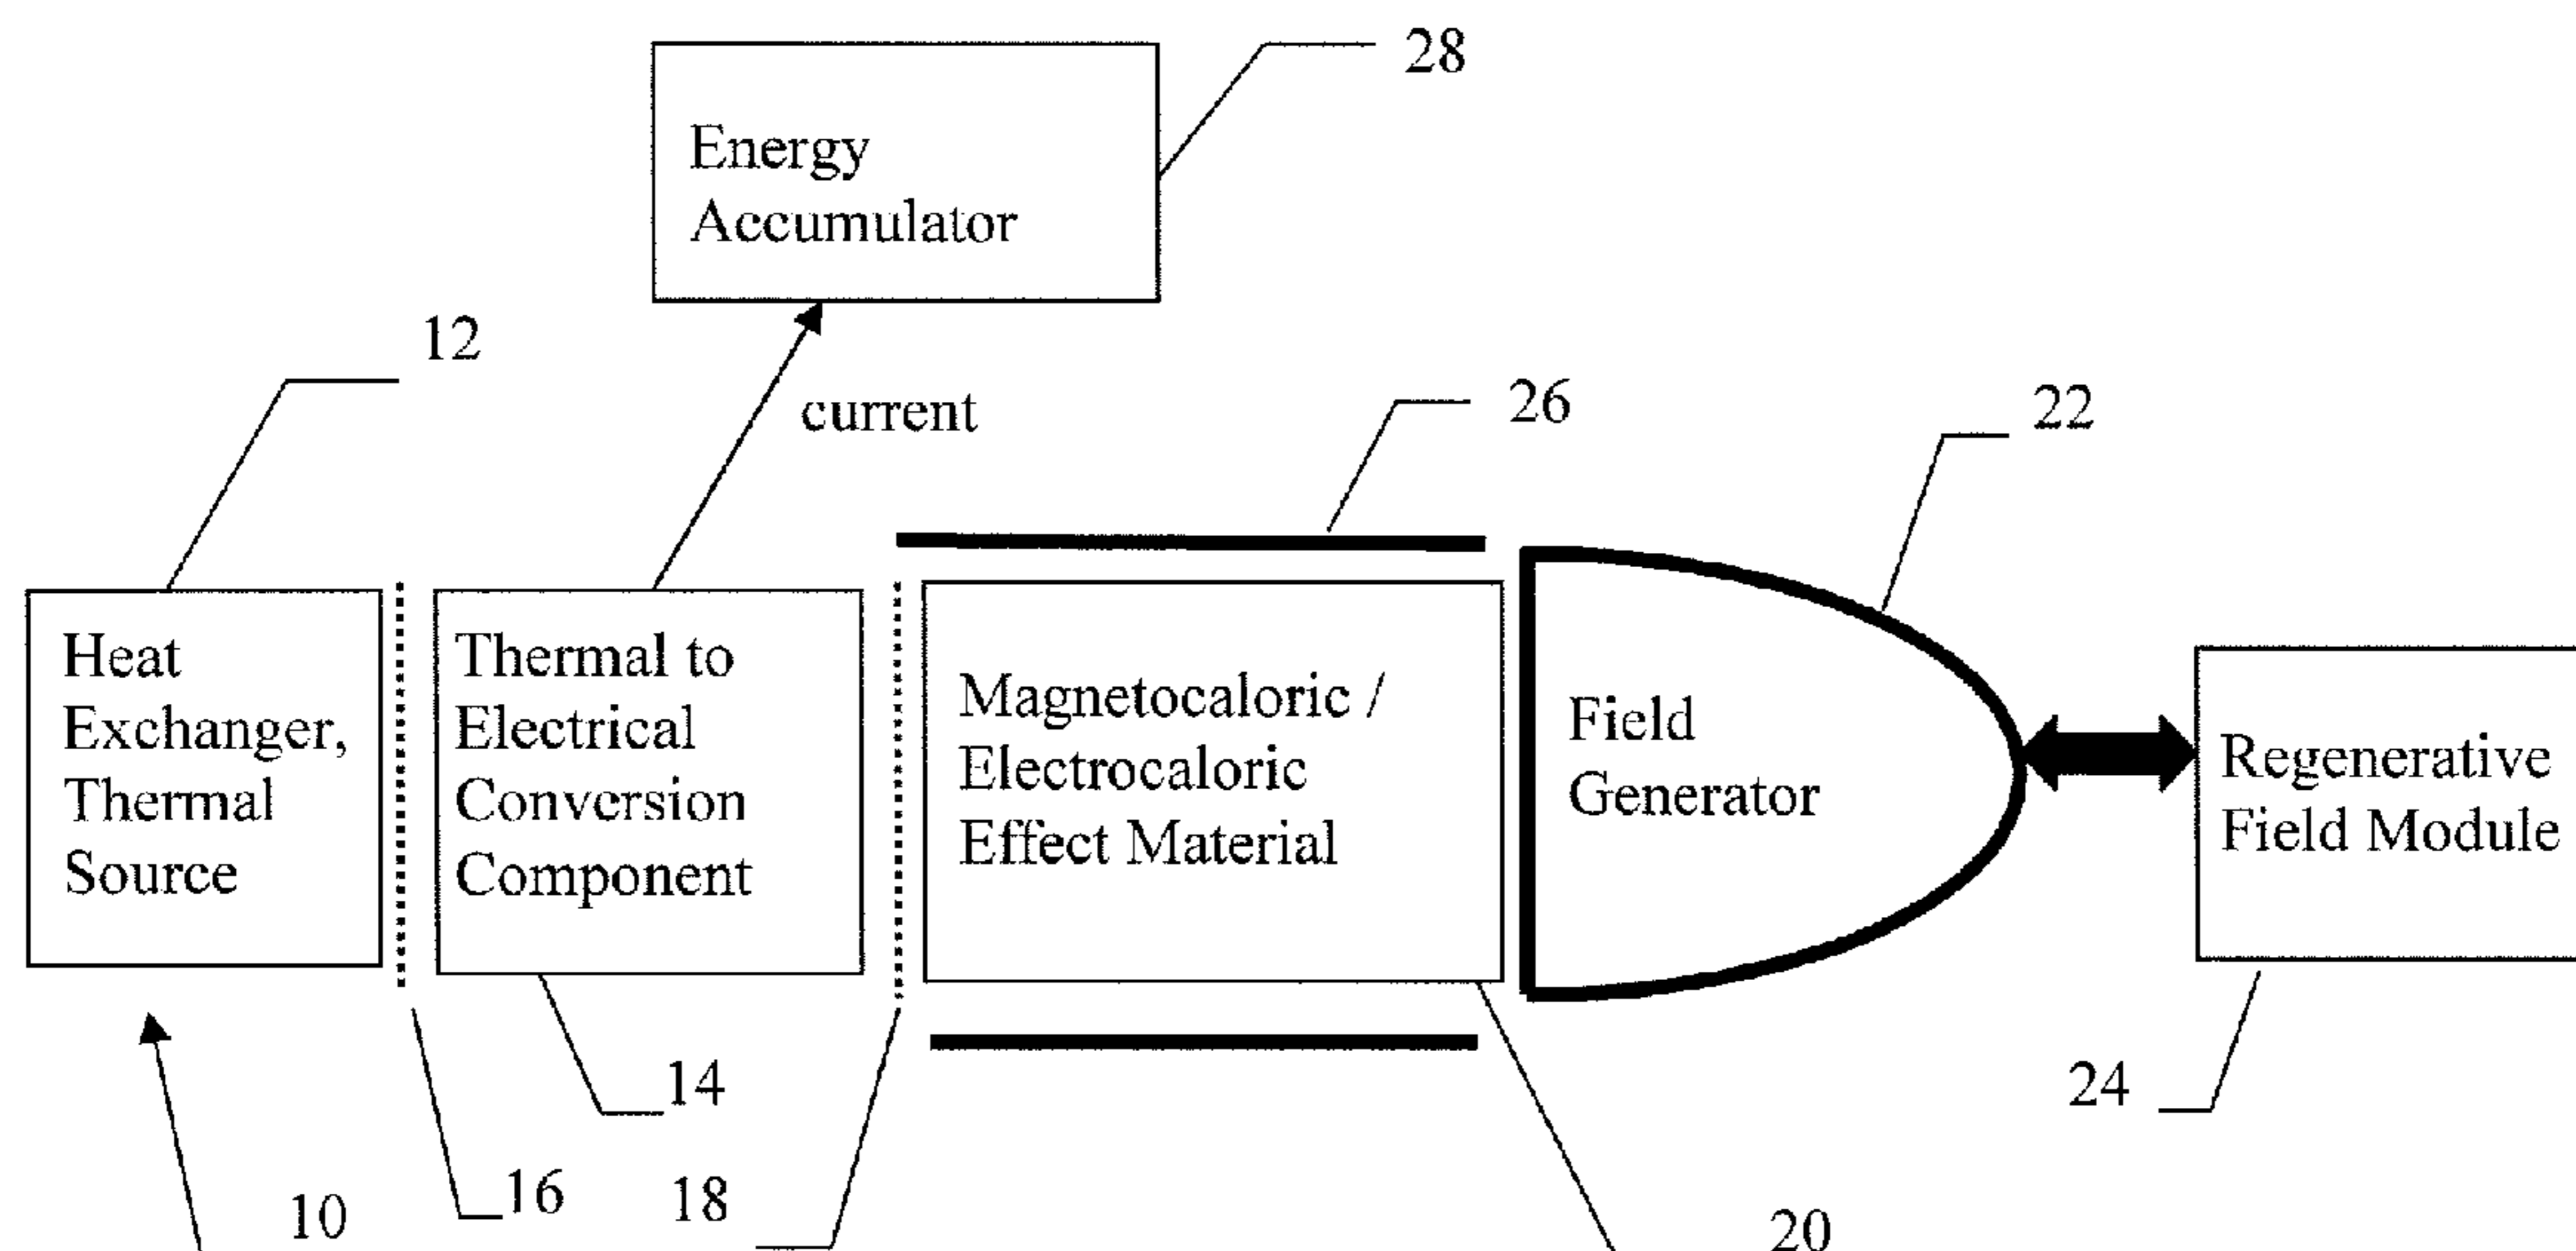 28
Energy
Accumulator
12
current
26
22
Heat
Exchanger,
Thermal
Source
Thermal to
Electrical
Conversion
Component
Magnetocaloric /
Electrocaloric
Effect Material
Field
Generator
Regenerative
Field Module
14
24
16
18
10
20